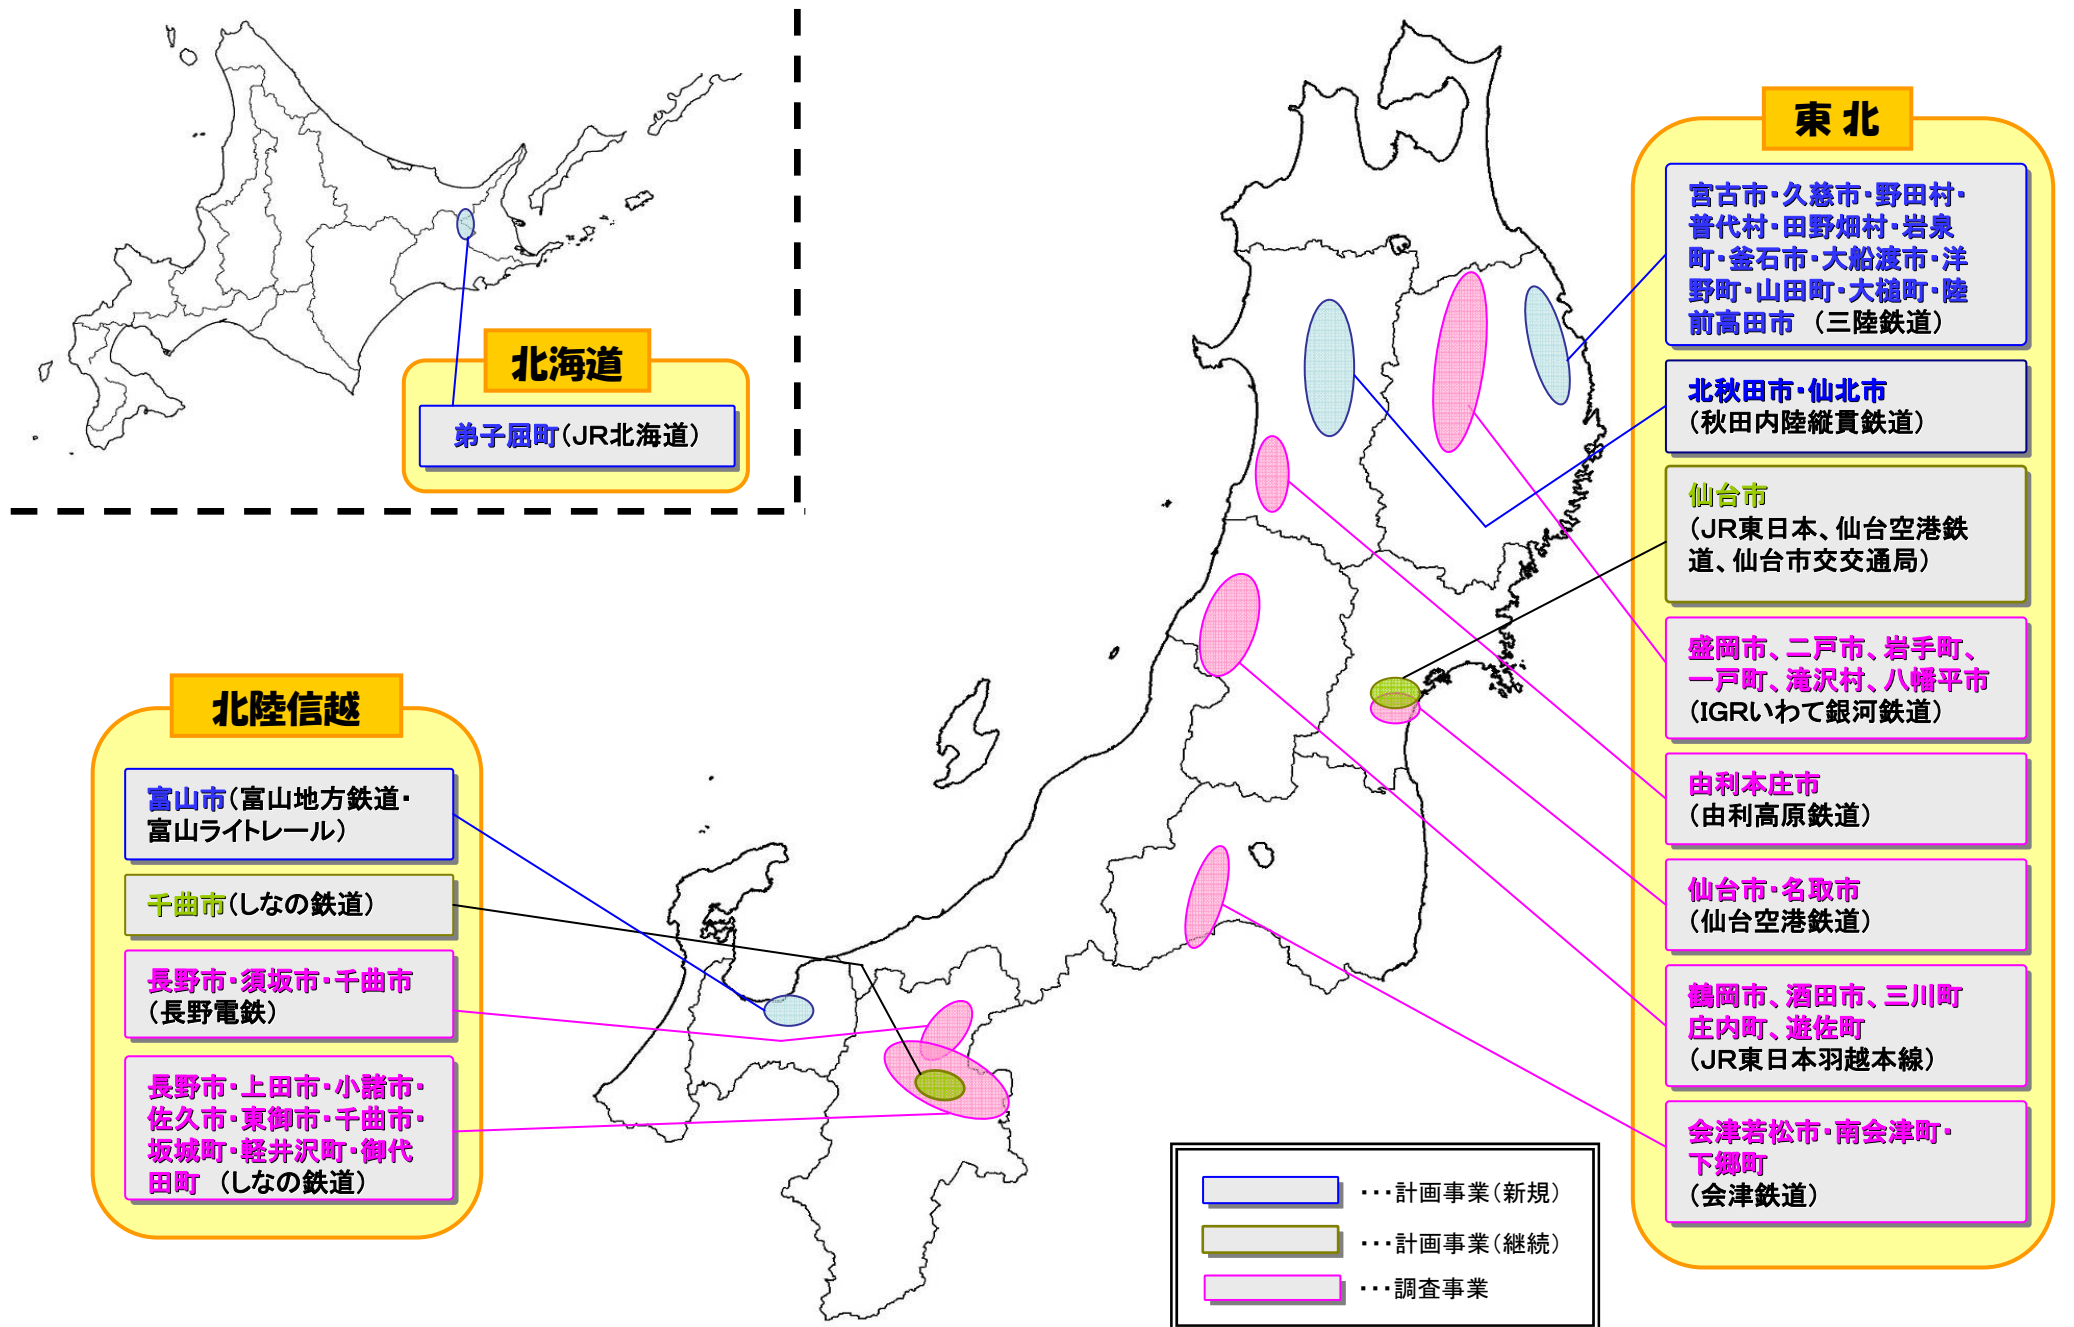 北海道
弟子屈町(JR北海道)
東北
宮古市・久慈市・野田村・
普代村・田野畑村・岩泉
町・釜石市・大船渡市・洋
野町・山田町・大槌町・陸
前高田市 (三陸鉄道)
北秋田市・仙北市
(秋田内陸縦貫鉄道)
仙台市
(JR東日本、仙台空港鉄
道、仙台市交交通局)
盛岡市、二戸市、岩手町、
一戸町、滝沢村、八幡平市
(IGRいわて銀河鉄道)
由利本庄市
(由利高原鉄道)
仙台市・名取市
(仙台空港鉄道)
鶴岡市、酒田市、三川町
庄内町、遊佐町
(JR東日本羽越本線)
会津若松市・南会津町・
下郷町
(会津鉄道)
北陸信越
富山市(富山地方鉄道・
富山ライトレール)
千曲市(しなの鉄道)
長野市・須坂市・千曲市
(長野電鉄)
長野市・上田市・小諸市・
佐久市・東御市・千曲市・
坂城町・軽井沢町・御代
田町 (しなの鉄道)
・・・計画事業(新規)
・・・計画事業(継続)
・・・調査事業